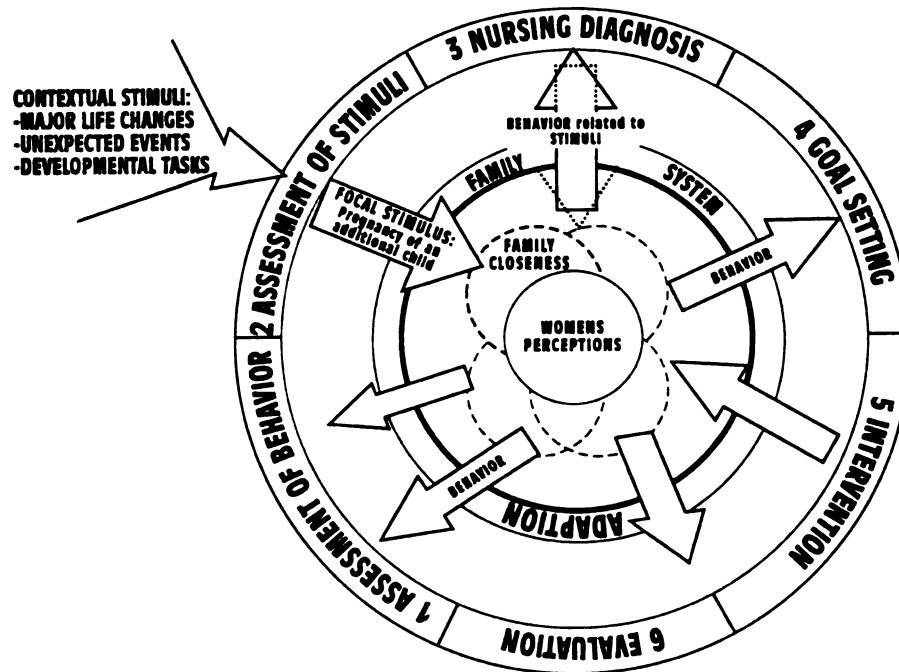 CONTEXTUAL STIMULI:
-MAJOR LIFE CHANGES
-UNEXPECTED EVENTS
-DEVELOPMENTAL TASKS
3 NURSING DIAGNOSIS
2 ASSESSMENT OF STIMULI
4 GOAL SETTING
BEHAVIOR related to
STIMULI
FAMILY SYSTEM
FOCAL STIMULUS:
Pregnancy of an
additional child
FAMILY
CLOSENESS
BEHAVIOR
WOMENS
PERCEPTIONS
BEHAVIOR
ADAPTION
1 ASSESSMENT OF BEHAVIOR
5 INTERVENTION
6 EVALUATION